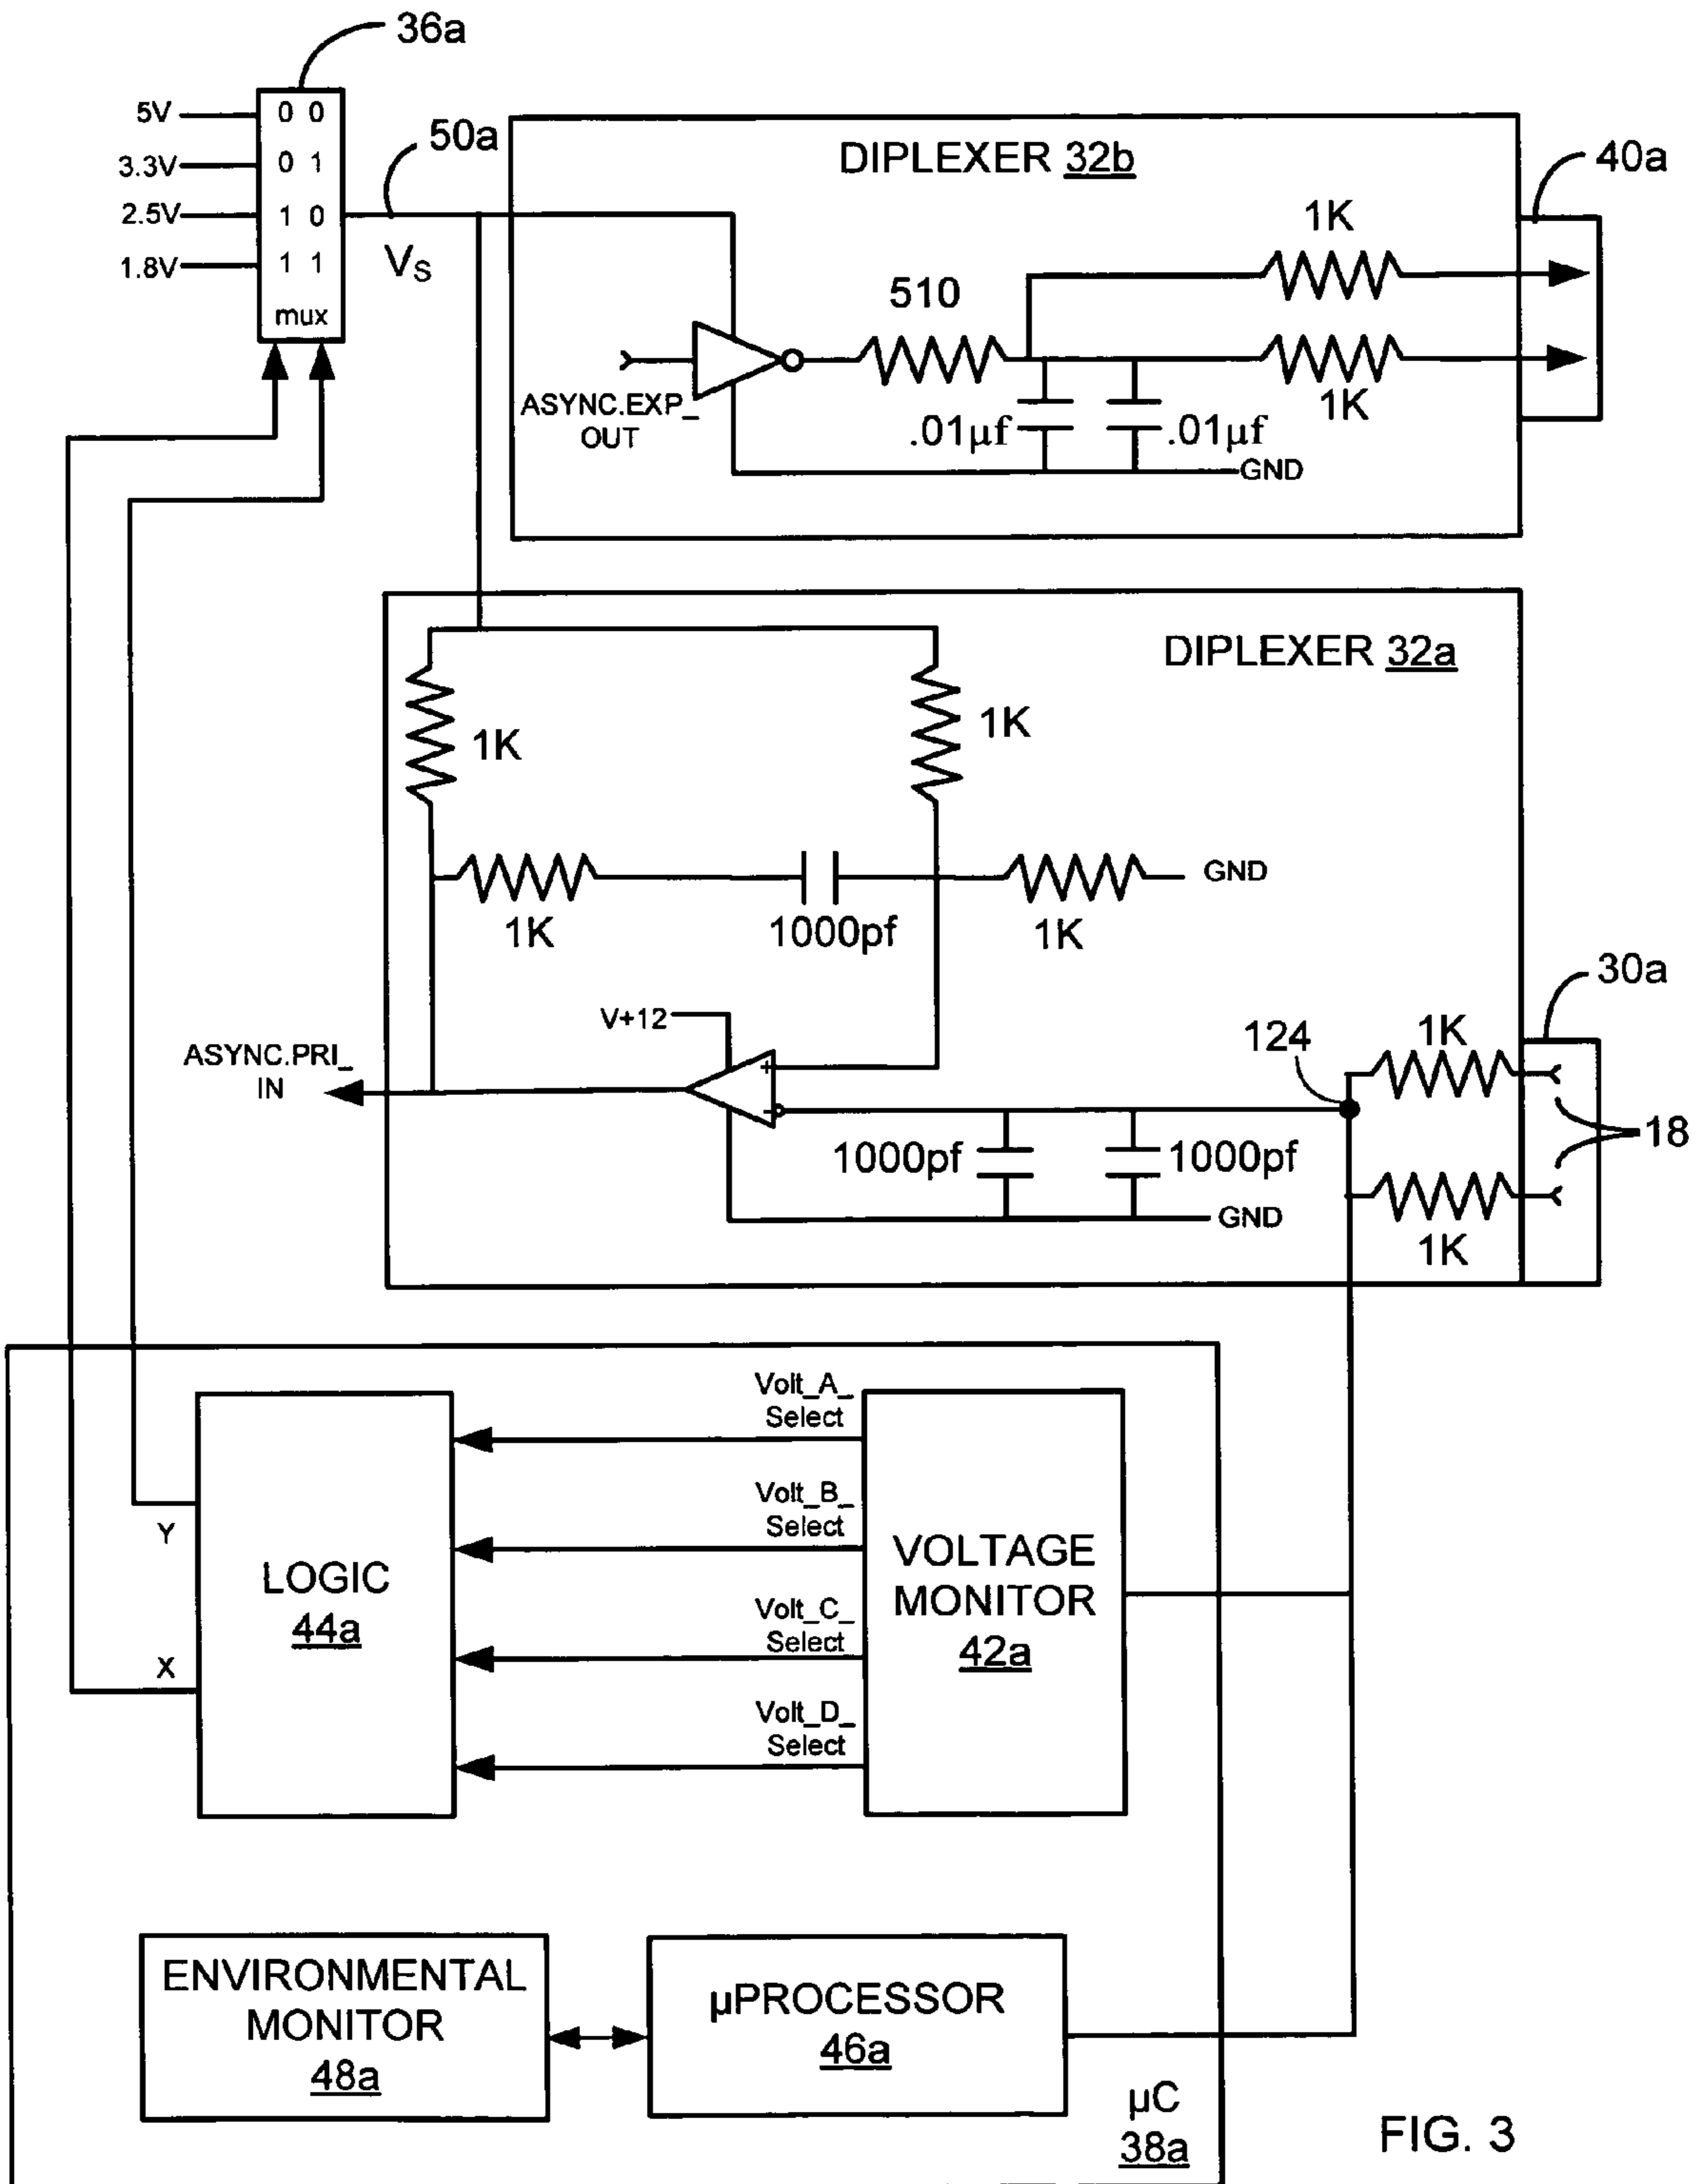 36a
5V
0 0
3.3V
0 1
2.5V
1 0
1.8V
1 1
mux
50a
VS
DIPLEXER 32b
40a
1K
510
1K
ASYNC.EXP_
OUT
.01µf
.01µf
GND
DIPLEXER 32a
1K
1K
GND
1K
1000pf
1K
30a
V+12
124
1K
ASYNC.PRI_
IN
+
-
18
1000pf
1000pf
GND
1K
Volt_A_
Select
Volt_B_
Select
Y
VOLTAGE
MONITOR
42a
LOGIC
44a
Volt_C_
Select
X
Volt_D_
Select
ENVIRONMENTAL
MONITOR
48a
µPROCESSOR
46a
µC
38a
FIG. 3